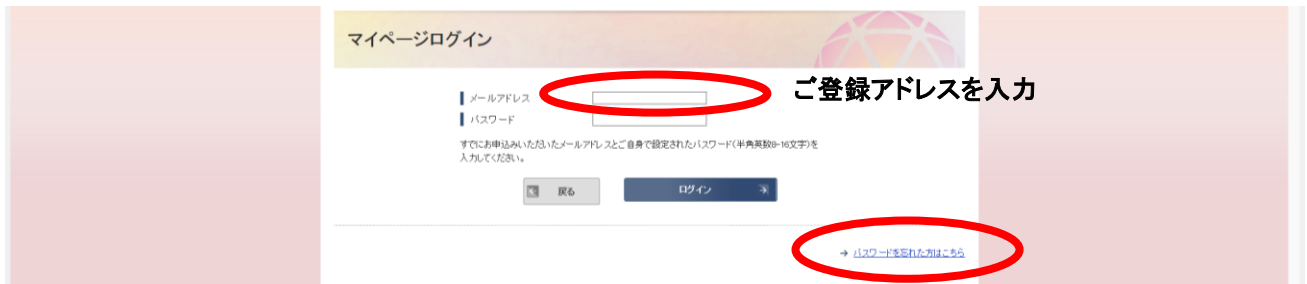 マイページログイン
ご登録アドレスを入力
メールアドレス
パスワード
すでにお申込みいただいたメールアドレスとご自身で設定されたパスワード(半角英数8-16文字)を
入力してください。
戻る
ログイン
→ パスワードを忘れた方はこちら